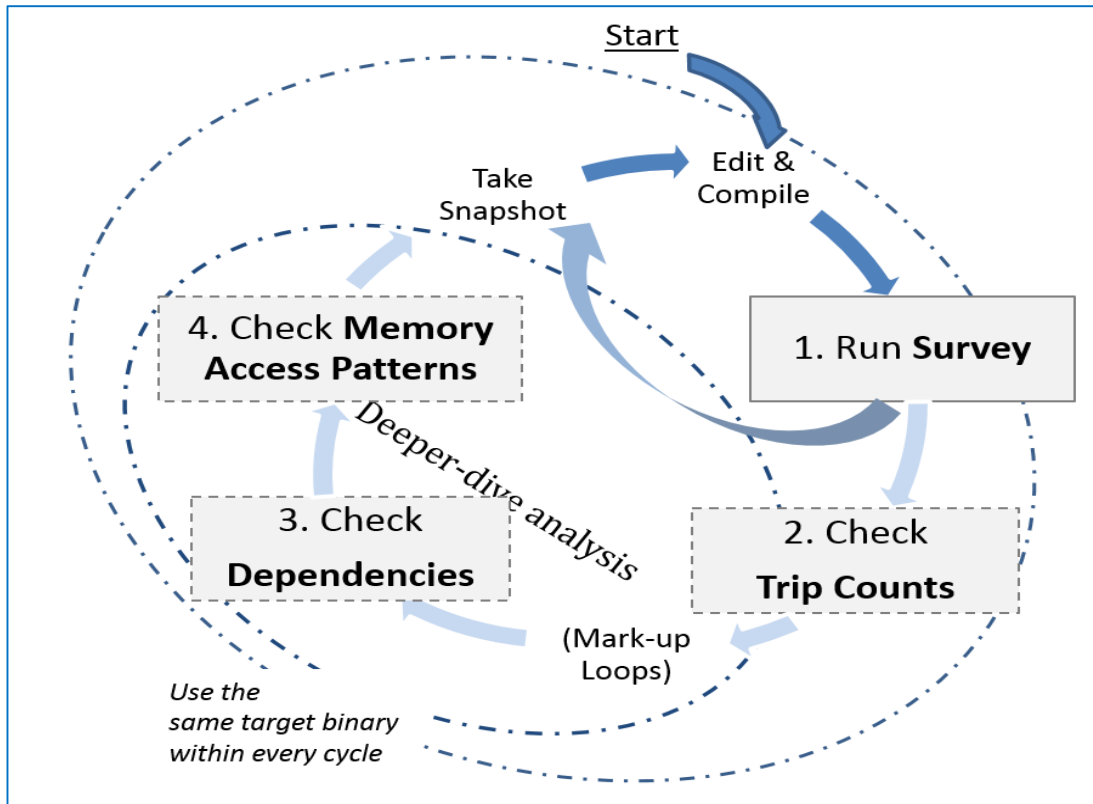 Start
Edit &
Compile
Take
Snapshot
1. Run Survey
2. Check
Trip Counts
(Mark-up
Loops)
3. Check
Dependencies
4. Check Memory
Access Patterns
Deeper-dive analysis
Use the
same target binary
within every cycle